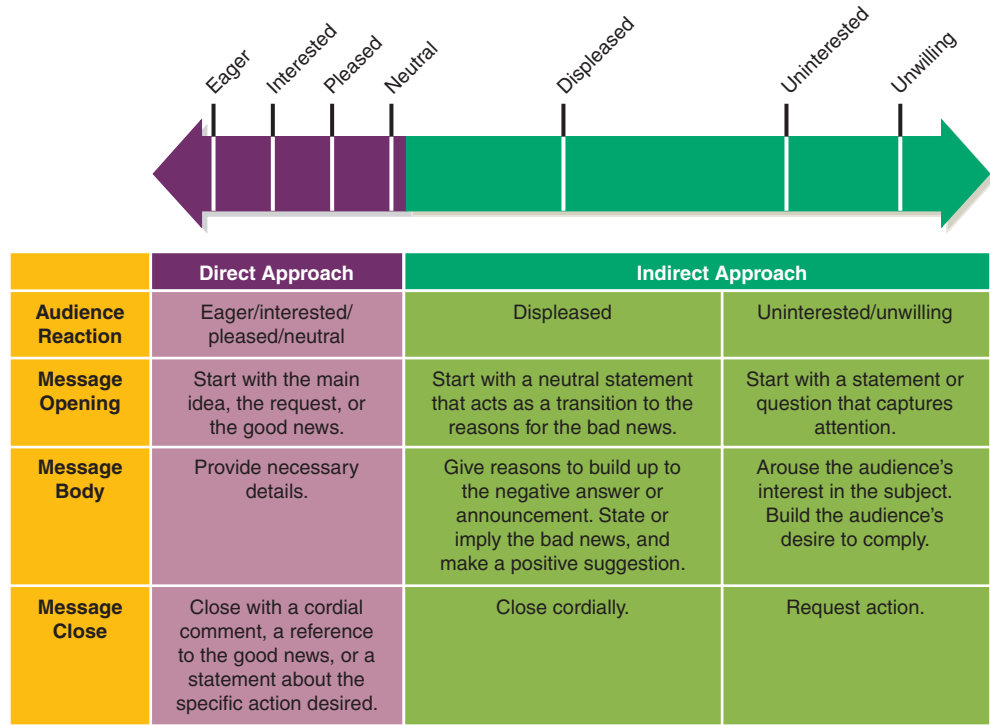 Eager
Interested
Pleased
Neutral
Displeased
Uninterested
Unwilling
Direct Approach
Indirect Approach
Audience
Reaction
Eager/interested/
pleased/neutral
Displeased
Uninterested/unwilling
Message
Opening
Start with the main
idea, the request, or
the good news.
Start with a neutral statement
that acts as a transition to the
reasons for the bad news.
Start with a statement or
question that captures
attention.
Message
Body
Provide necessary
details.
Give reasons to build up to
the negative answer or
announcement. State or
imply the bad news, and
make a positive suggestion.
Arouse the audience’s
interest in the subject.
Build the audience’s
desire to comply.
Message
Close
Close with a cordial
comment, a reference
to the good news, or a
statement about the
specific action desired.
Close cordially.
Request action.